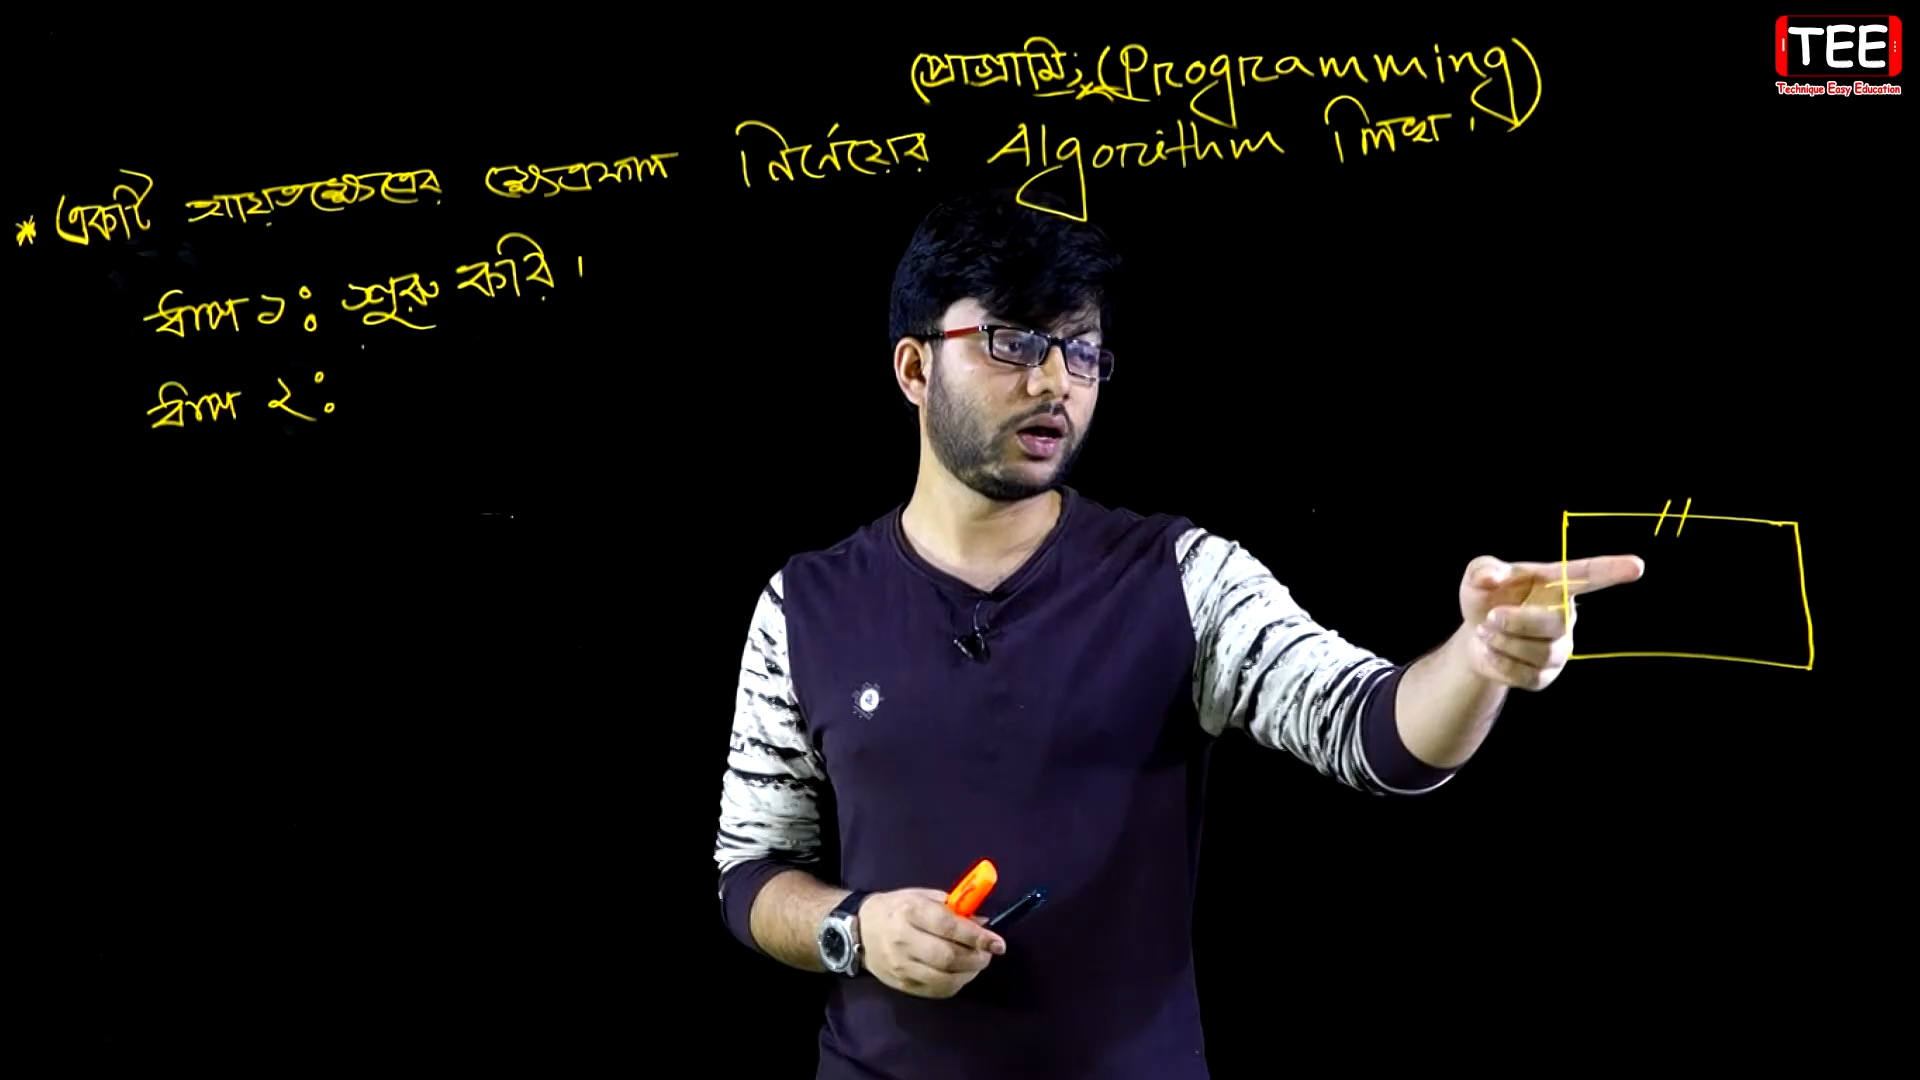 প্রোগ্রামিং (Programming)
TEE
Technique Easy Education
* একটি আয়তক্ষেত্রের ক্ষেত্রফল নির্ণয়ের Algorithm লিখ।
ধাপ ১ঃ শুরু করি।
ধাপ ২ঃ